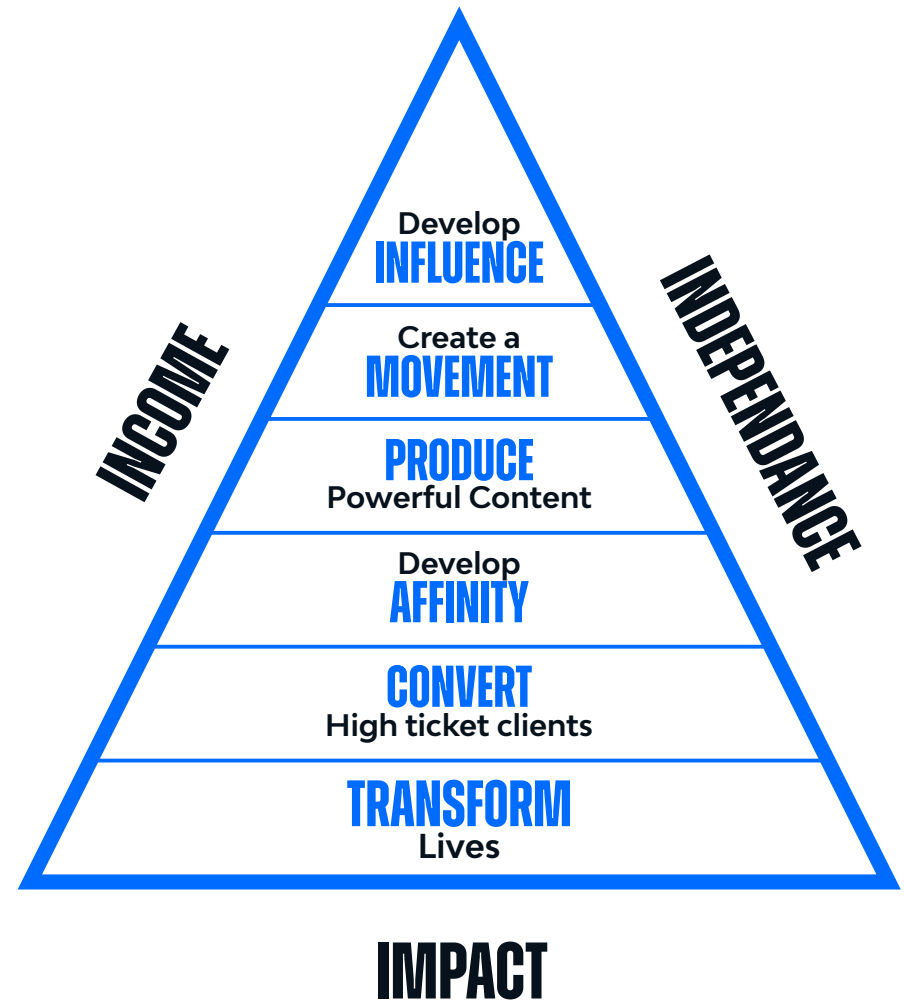 Develop
INFLUENCE
Create a
MOVEMENT
PRODUCE
Powerful Content
Develop
AFFINITY
CONVERT
High ticket clients
TRANSFORM
Lives
INCOME
INDEPENDANCE
IMPACT